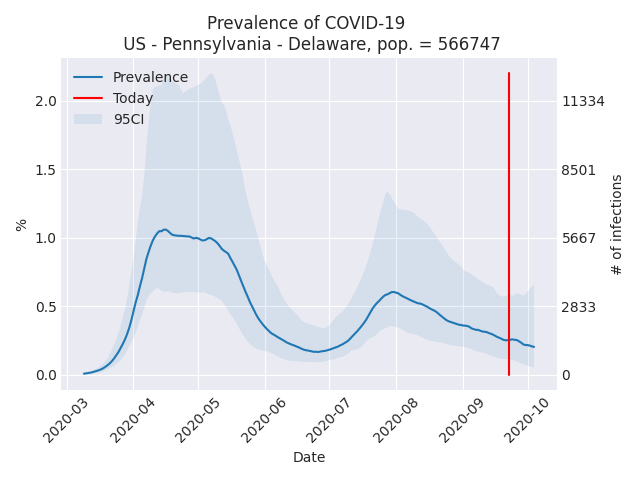 Prevalence of COVID-19
US - Pennsylvania - Delaware, pop. = 566747
Prevalence
Today
95CI
2.0
1.5
1.0
0.5
0.0
%
11334
8501
5667
2833
0
# of infections
2020-03
2020-04
2020-05
2020-06
2020-07
2020-08
2020-09
2020-10
Date